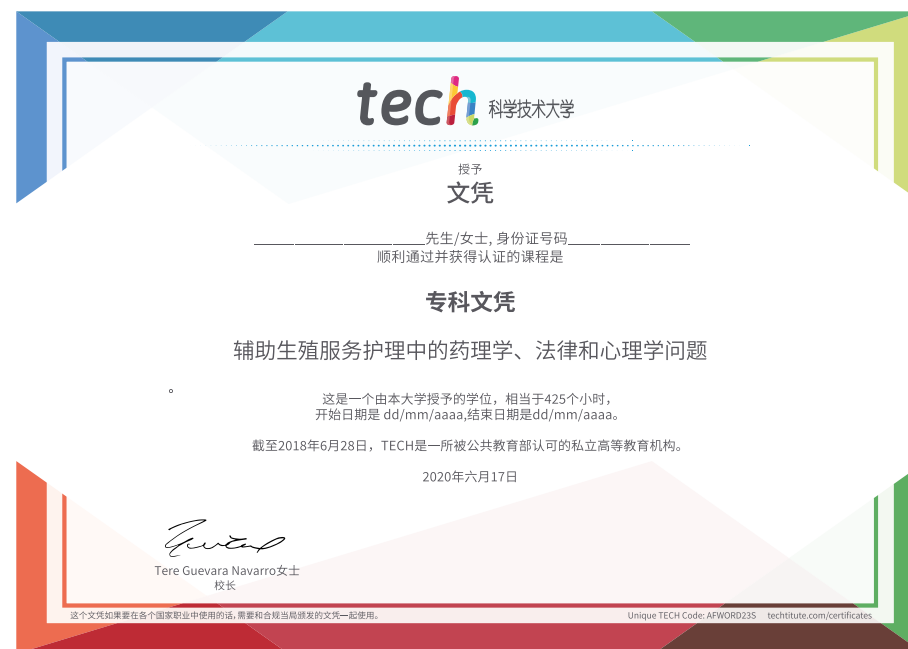 tech 科学技术大学
授予
文凭
______________________先生/女士, 身份证号码_______________
顺利通过并获得认证的课程是
专科文凭
辅助生殖服务护理中的药理学、法律和心理学问题
。
这是一个由本大学授予的学位，相当于425个小时，
开始日期是 dd/mm/aaaa,结束日期是dd/mm/aaaa。
截至2018年6月28日，TECH是一所被公共教育部认可的私立高等教育机构。
2020年六月17日
Tere Guevara Navarro女士
校长
这个文凭如果要在各个国家职业中使用的话,需要和合规当局颁发的文凭一起使用。
Unique TECH Code: AFWORD23S techtitute.com/certificates